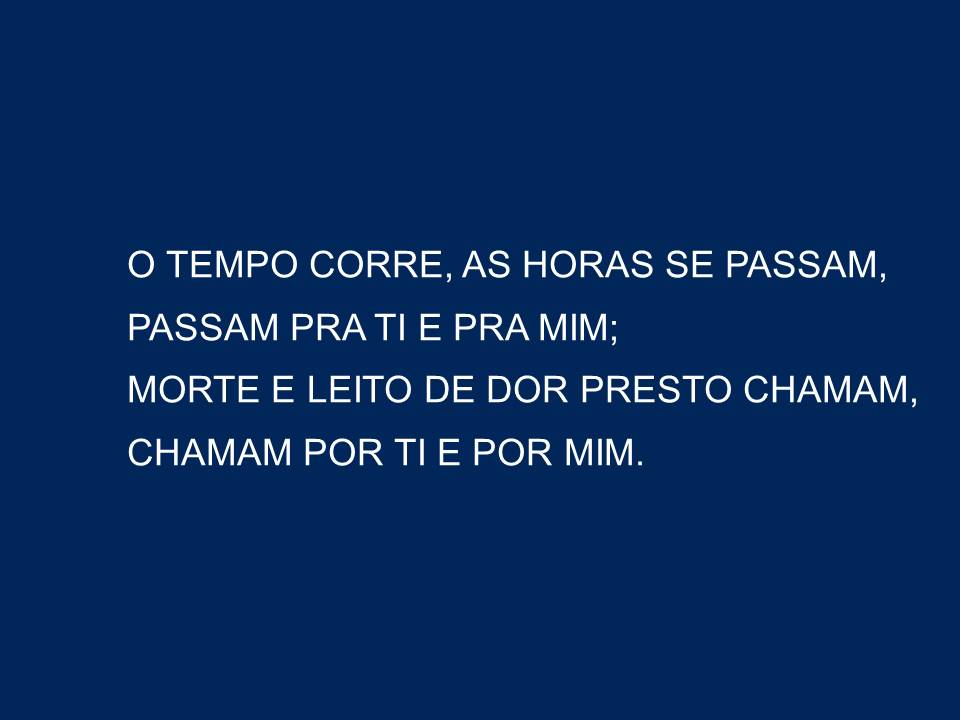 O TEMPO CORRE, AS HORAS SE PASSAM,
PASSAM PRA TI E PRA MIM;
MORTE E LEITO DE DOR PRESTO CHAMAM,
CHAMAM POR TI E POR MIM.